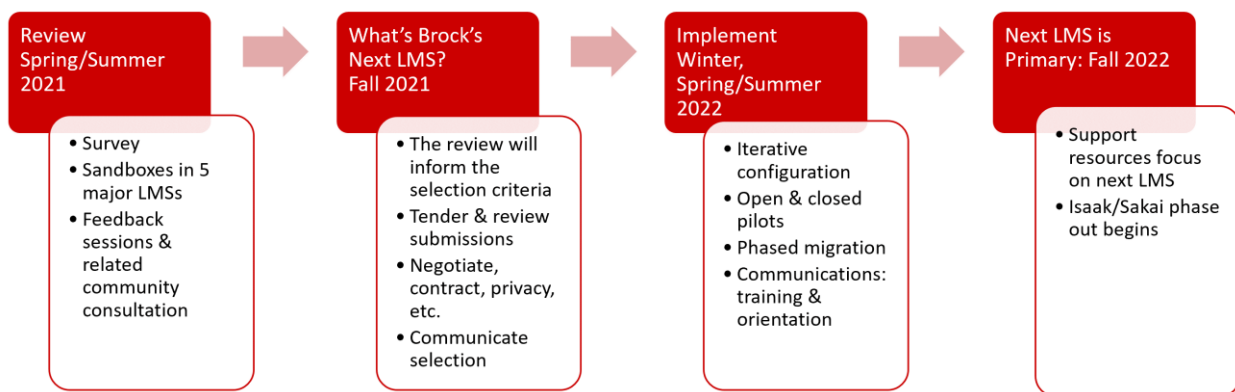 Review
Spring/Summer
2021
• Survey
• Sandboxes in 5
major LMSs
• Feedback
sessions &
related
community
consultation
What's Brock's
Next LMS?
Fall 2021
• The review will
inform the
selection criteria
• Tender & review
submissions
• Negotiate,
contract, privacy,
etc.
• Communicate
selection
Implement
Winter,
Spring/Summer
2022
• Iterative
configuration
• Open & closed
pilots
• Phased migration
• Communications:
training &
orientation
Next LMS is
Primary: Fall 2022
• Support
resources focus
on next LMS
• Isaak/Sakai phase
out begins